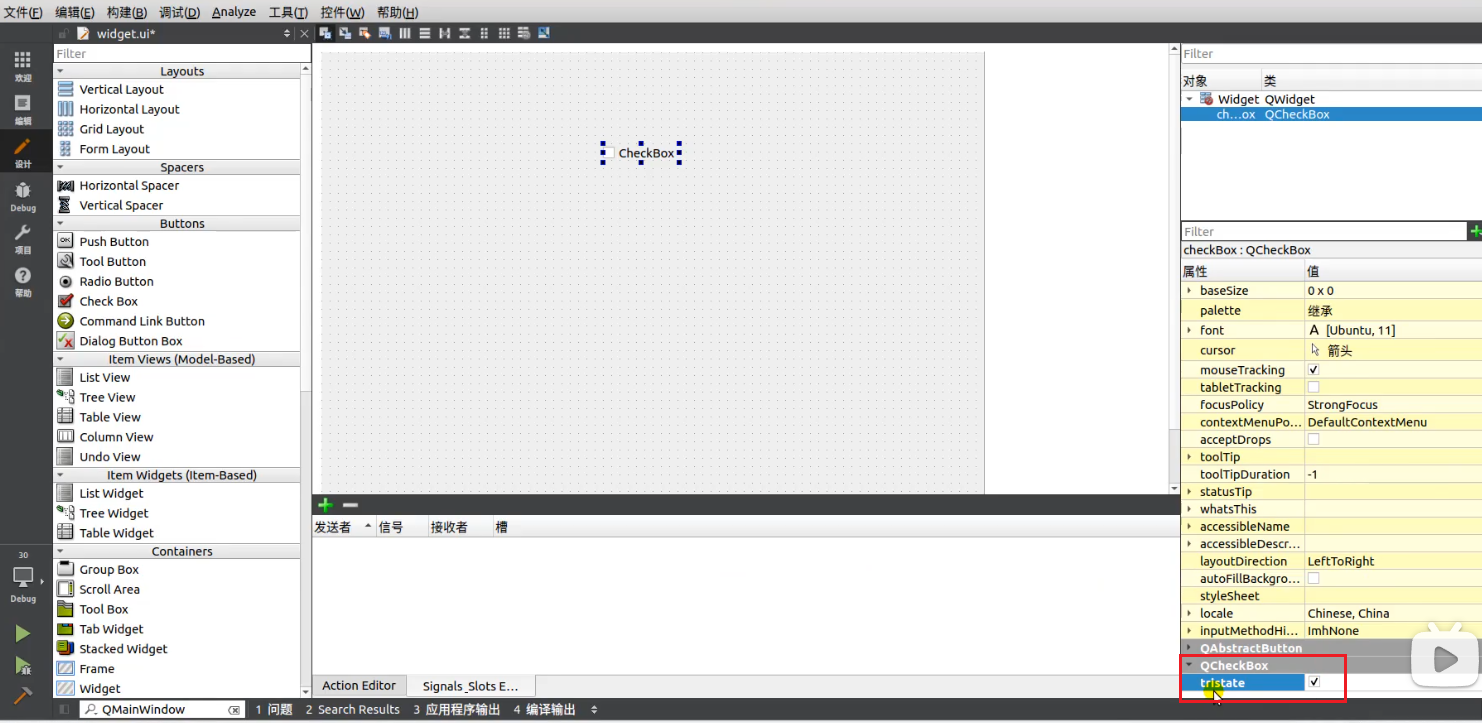 文件(F) 编辑(E) 构建(B) 调试(D) Analyze 工具(T) 控件(W) 帮助(H)
widget.ui*
欢迎
编辑
设计
Debug
项目
帮助
30
Debug
Filter
Layouts
Vertical Layout
Horizontal Layout
Grid Layout
Form Layout
Spacers
Horizontal Spacer
Vertical Spacer
Buttons
OK Push Button
Tool Button
Radio Button
Check Box
Command Link Button
Dialog Button Box
Item Views (Model-Based)
List View
Tree View
Table View
Column View
Undo View
Item Widgets (Item-Based)
List Widget
Tree Widget
Table Widget
Containers
Group Box
Scroll Area
Tool Box
Tab Widget
Stacked Widget
Frame
Widget
CheckBox
发送者 信号 接收者 槽
Action Editor Signals_Slots E...
Filter
对象 类
Widget QWidget
ch...ox QCheckBox
Filter
checkBox : QCheckBox
属性 值
baseSize 0 x 0
palette 继承
font A [Ubuntu, 11]
cursor 箭头
mouseTracking
tabletTracking
focusPolicy StrongFocus
contextMenuPo... DefaultContextMenu
acceptDrops
toolTip
toolTipDuration -1
statusTip
whatsThis
accessibleName
accessibleDescr...
layoutDirection LeftToRight
autoFillBackgro...
styleSheet
locale Chinese, China
inputMethodHi... ImhNone
QAbstractButton
QCheckBox
tristate
QMainWindow 1 问题 2 Search Results 3 应用程序输出 4 编译输出